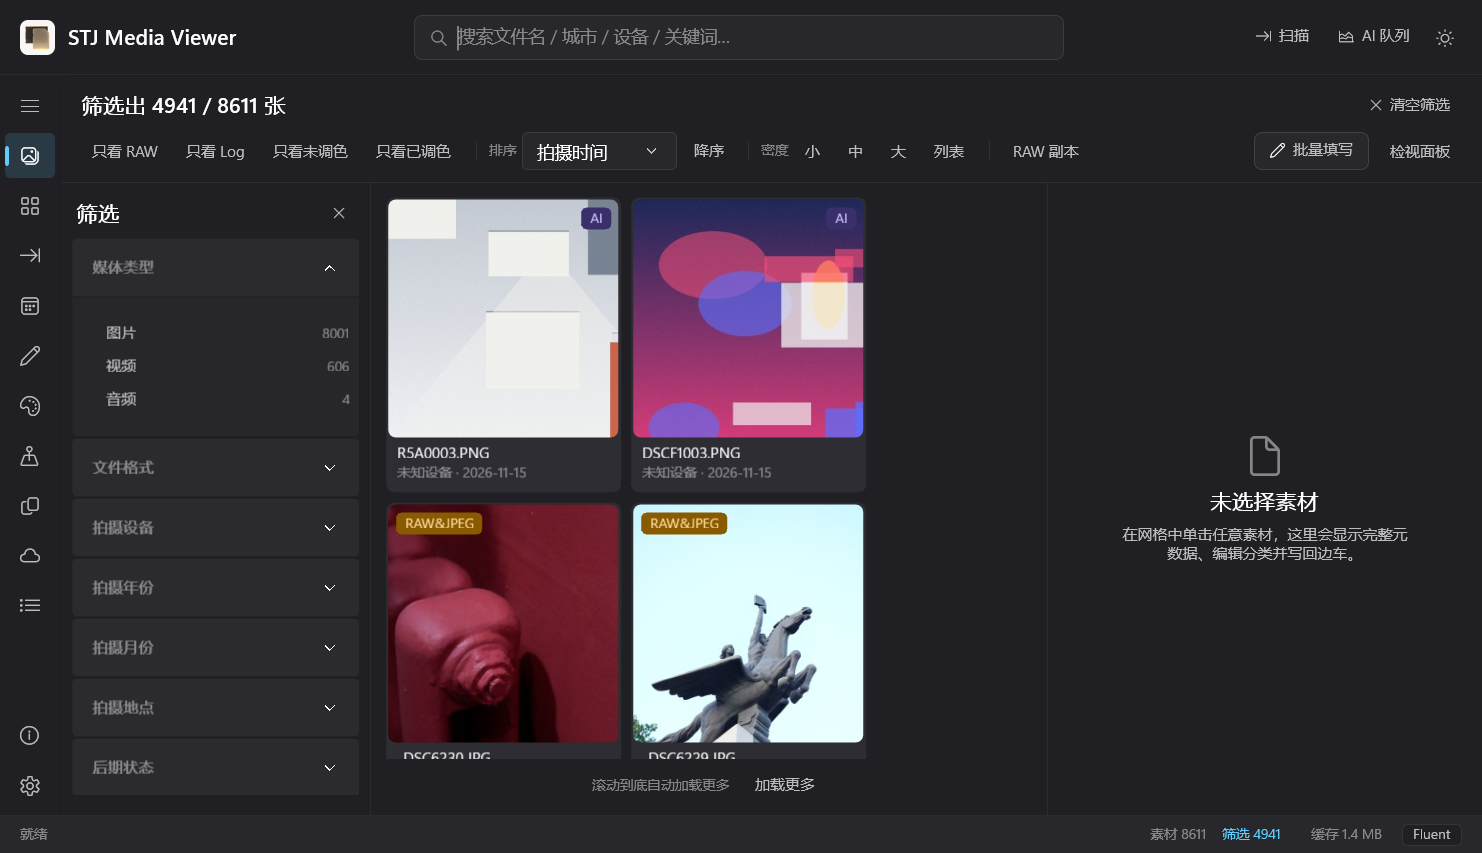 STJ Media Viewer
搜索文件名 / 城市 / 设备 / 关键词...
扫描
AI 队列
筛选出 4941 / 8611 张
清空筛选
只看 RAW
只看 Log
只看未调色
只看已调色
排序
拍摄时间
降序
密度
小
中
大
列表
RAW 副本
批量填写
检视面板
筛选
媒体类型
图片 8001
视频 606
音频 4
文件格式
拍摄设备
拍摄年份
拍摄月份
拍摄地点
后期状态
AI
R5A0003.PNG
未知设备 · 2026-11-15
AI
DSCF1003.PNG
未知设备 · 2026-11-15
RAW&JPEG
DSC6230.JPG
RAW&JPEG
DSC6229.JPG
滚动到底自动加载更多
加载更多
未选择素材
在网格中单击任意素材，这里会显示完整元
数据、编辑分类并写回边车。
就绪
素材 8611
筛选 4941
缓存 1.4 MB
Fluent